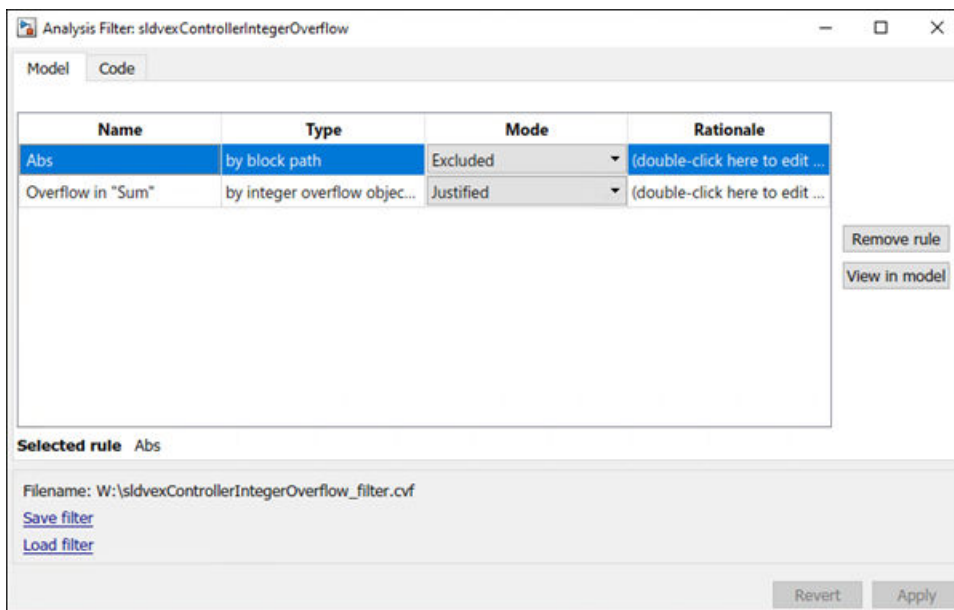 Analysis Filter: sldvexControllerIntegerOverflow
Model Code
Name Type Mode Rationale
Abs by block path Excluded (double-click here to edit ...
Overflow in "Sum" by integer overflow objec... Justified (double-click here to edit ...
Remove rule
View in model
Selected rule Abs
Filename: W:\sldvexControllerIntegerOverflow_filter.cvf
Save filter
Load filter
Revert Apply